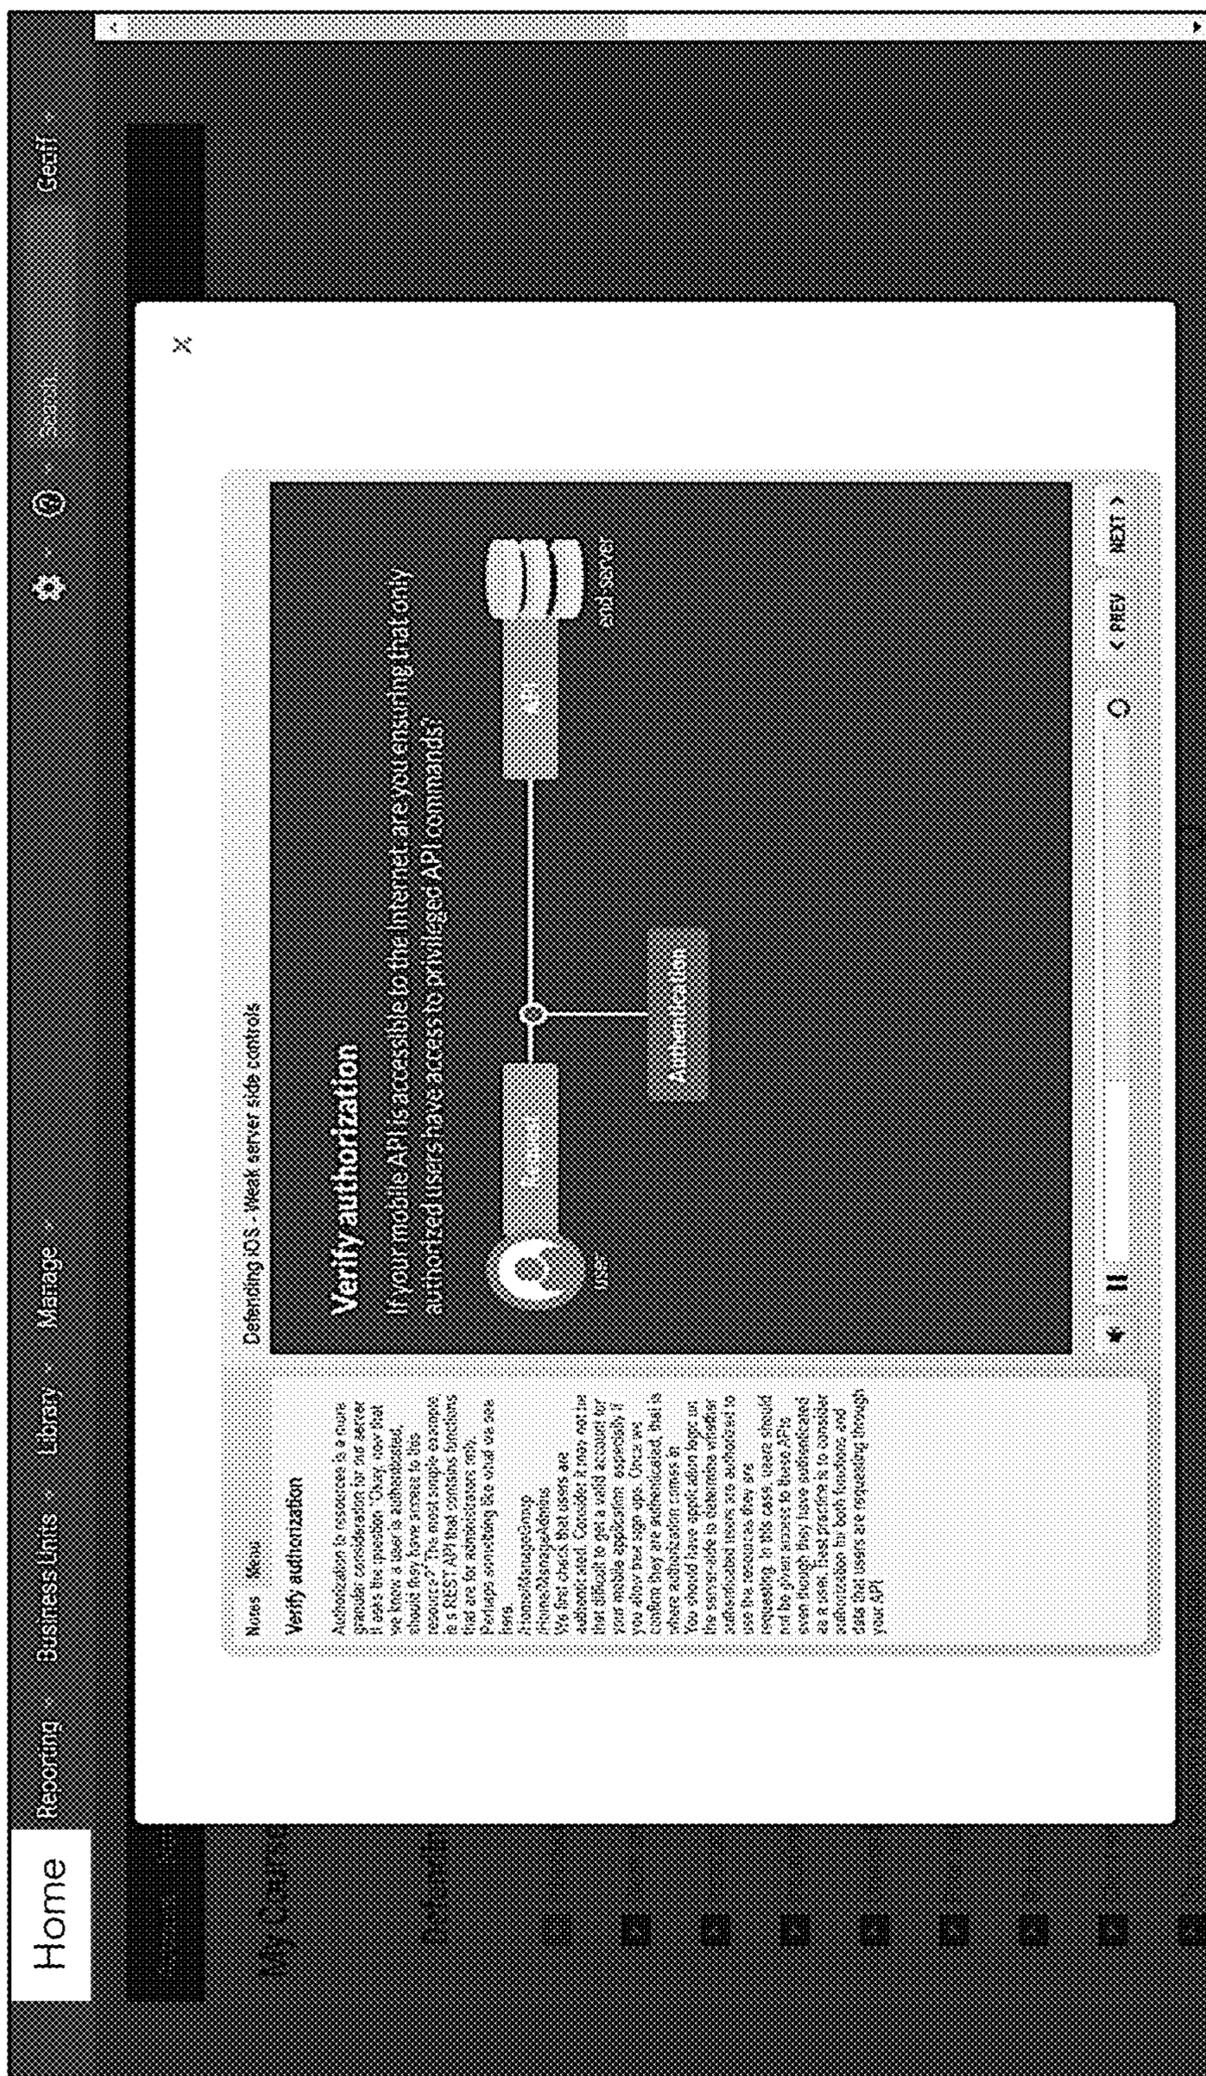 Home Reporting Business Units Library Manage Search... Geoff
My Course
X
Notes Menu
Defending iOS - Weak server side controls
Verify authorization
Authorization to resources is a more
granular consideration for our server
It asks the question "Okay, now that
we know a user is authenticated,
should they have access to this
resource?" The most simple example,
is a REST API that contains functions
that are for administrators only.
Perhaps something like what we see
here.
/Home/ManageGroup
/Home/ManageAdmins
We first check that users are
authenticated. Consider it may not be
that difficult to get a valid account for
your mobile application, especially if
you allow free sign-ups. Once we
confirm they are authenticated, that is
where authorization comes in
You should have application logic on
the server-side to determine whether
authenticated users are authorized to
use the resources they are
requesting. In this case, users should
not be given access to these APIs
even though they have authenticated
as a user. The best practice is to consider
authorization for both functions and
data that users are requesting through
your API
Verify authorization
If your mobile API is accessible to the Internet, are you ensuring that only
authorized users have access to privileged API commands?
Request
API
user
end-server
Authentication
< PREV NEXT >